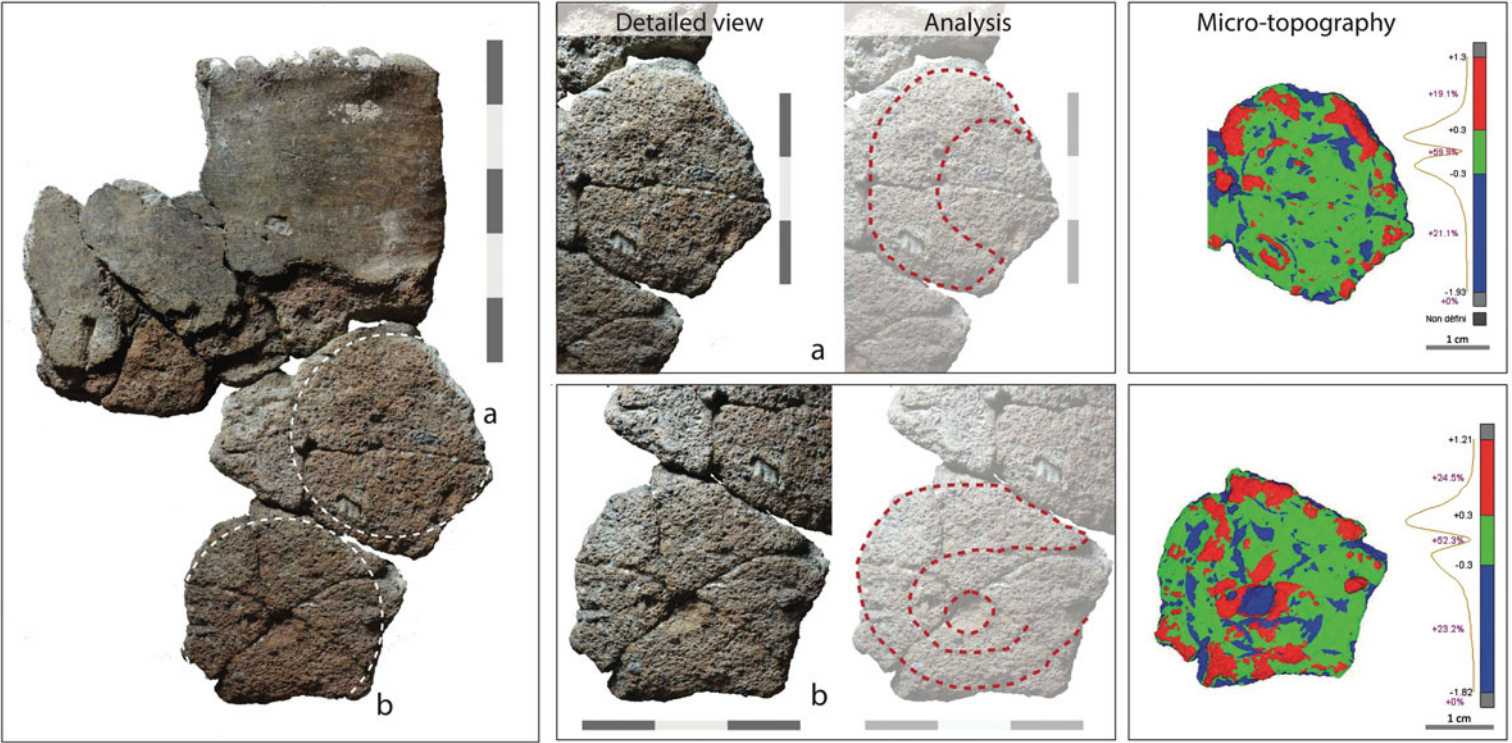 a
b
Detailed view
Analysis
a
b
Micro-topography
+1.3
+19.1%
+0.3
+59.9%
-0.3
+21.1%
-1.93
+0%
Non défini
1 cm
+1.21
+24.5%
+0.3
+52.3%
-0.3
+23.2%
-1.82
+0%
1 cm